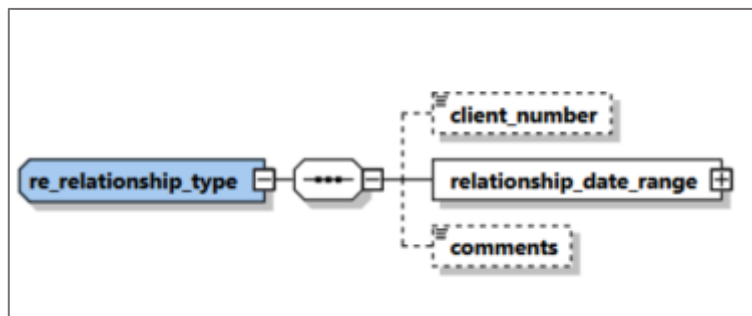 client_number
re_relationship_type
relationship_date_range
comments